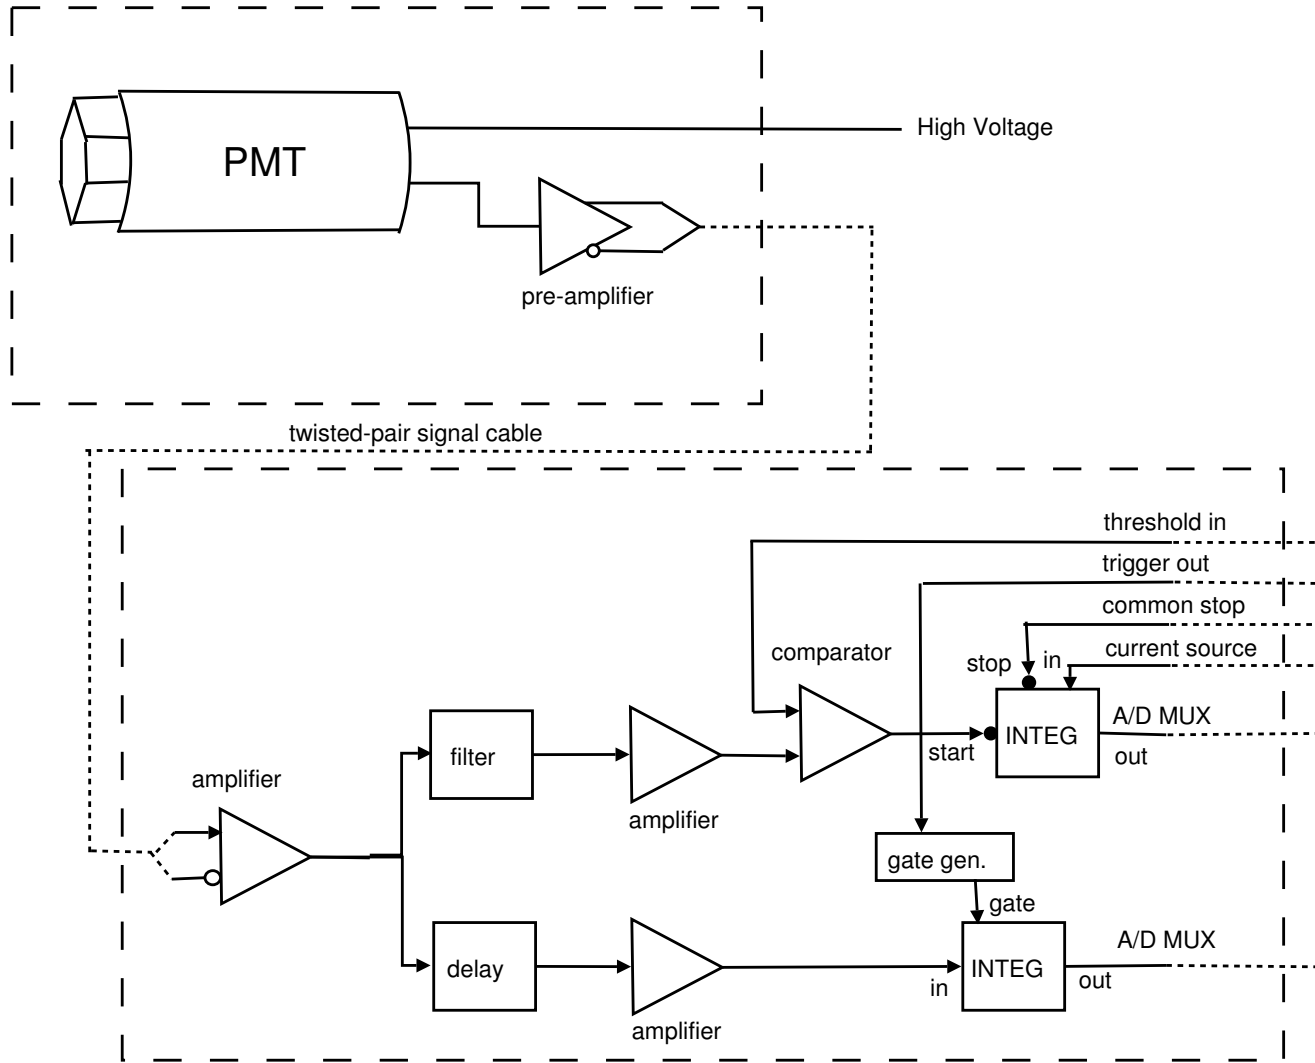 High Voltage
PMT
pre-amplifier
twisted-pair signal cable
threshold in
trigger out
common stop
current source
comparator
stop
in
A/D MUX
INTEG
start
out
filter
amplifier
amplifier
gate gen.
gate
A/D MUX
delay
INTEG
in
out
amplifier